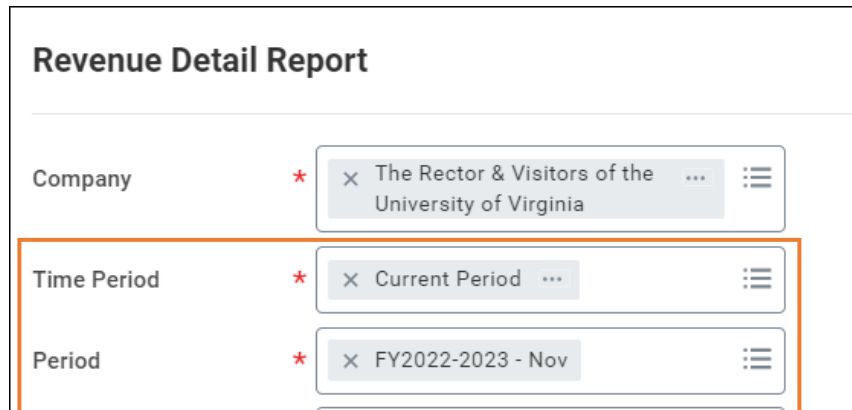 Revenue Detail Report
Company * × The Rector & Visitors of the ...
University of Virginia
Time Period * × Current Period ...
Period * × FY2022-2023 - Nov